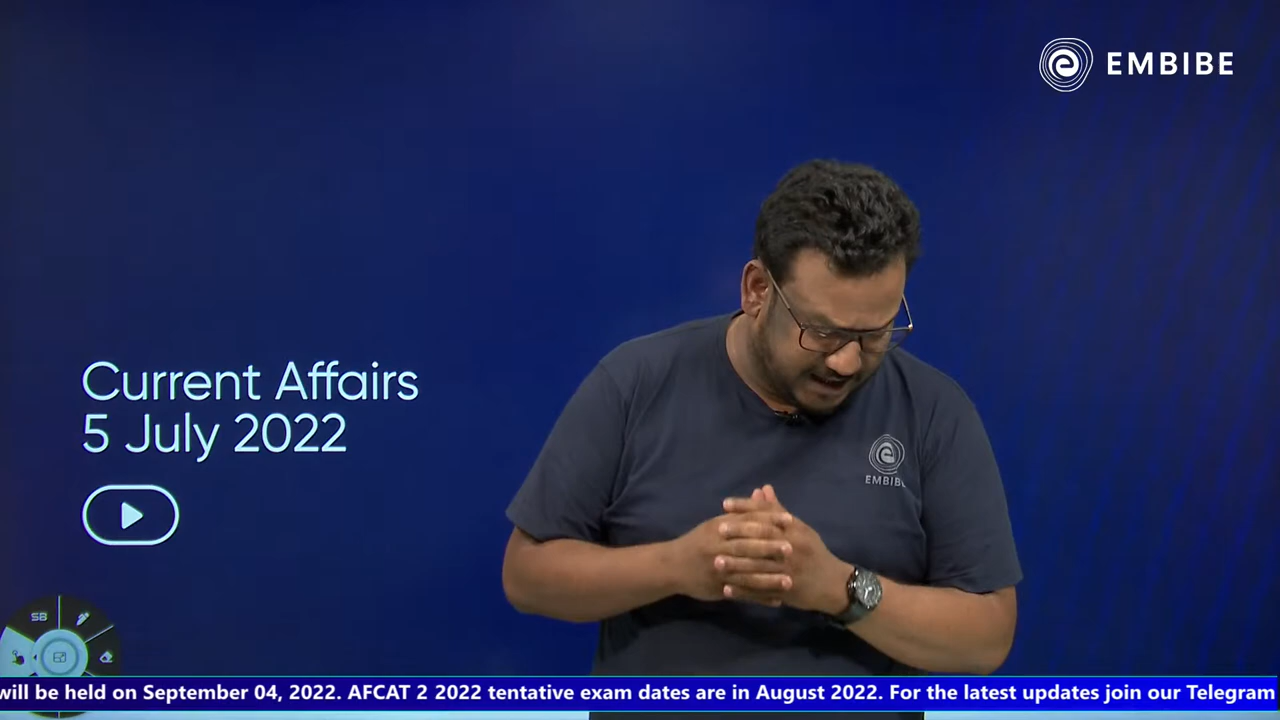 EMBIBE
Current Affairs
5 July 2022
EMBIBE
SB
will be held on September 04, 2022. AFCAT 2 2022 tentative exam dates are in August 2022. For the latest updates join our Telegram